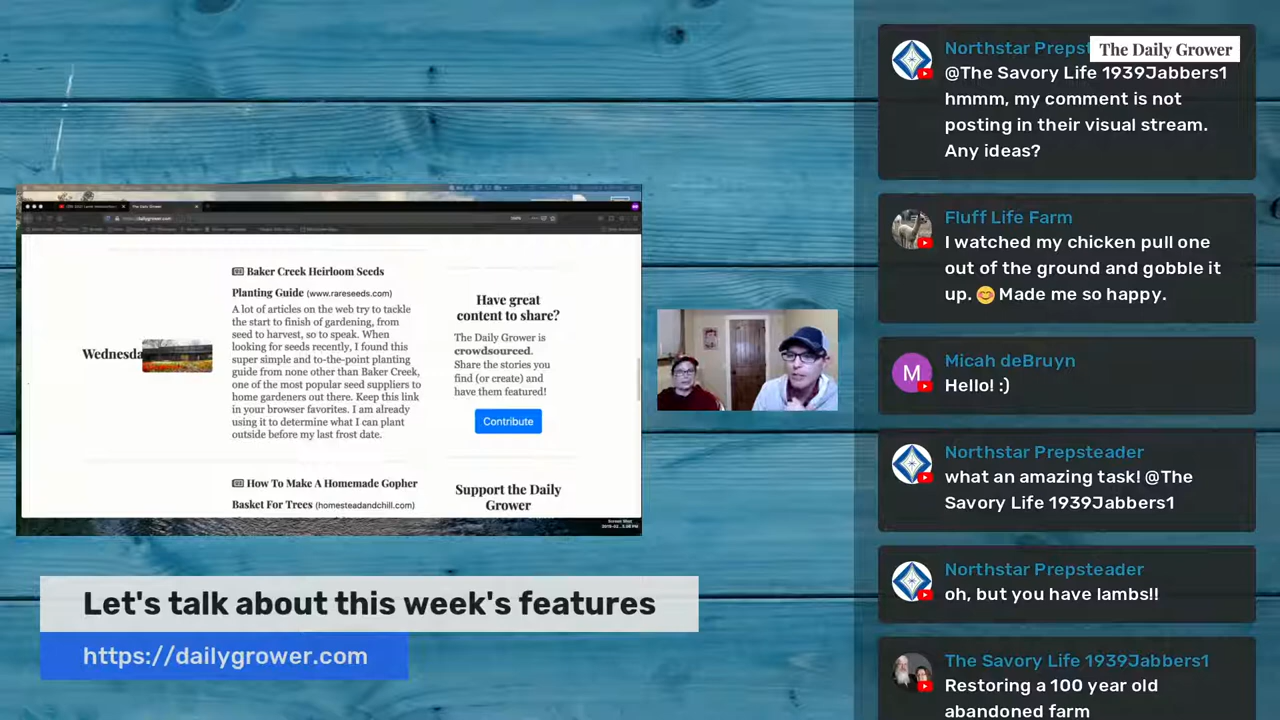 The Daily Grower
https://dailygrower.com
Wednesda
Baker Creek Heirloom Seeds
Planting Guide (www.rareseeds.com)
A lot of articles on the web try to tackle
the start to finish of gardening, from
seed to harvest, so to speak. When
looking for seeds recently, I found this
super simple and to-the-point planting
guide from none other than Baker Creek,
one of the most popular seed suppliers to
home gardeners out there. Keep this link
in your browser favorites. I am already
using it to determine what I can plant
outside before my last frost date.
How To Make A Homemade Gopher
Basket For Trees (homesteadandchill.com)
Have great
content to share?
The Daily Grower is
crowdsourced.
Share the stories you
find (or create) and
have them featured!
Contribute
Support the Daily
Grower
Let's talk about this week's features
https://dailygrower.com
Northstar Prepst
The Daily Grower
@The Savory Life 1939Jabbers1
hmmm, my comment is not
posting in their visual stream.
Any ideas?
Fluff Life Farm
I watched my chicken pull one
out of the ground and gobble it
up. 😊 Made me so happy.
M
Micah deBruyn
Hello! :)
Northstar Prepsteader
what an amazing task! @The
Savory Life 1939Jabbers1
Northstar Prepsteader
oh, but you have lambs!!
The Savory Life 1939Jabbers1
Restoring a 100 year old
abandoned farm